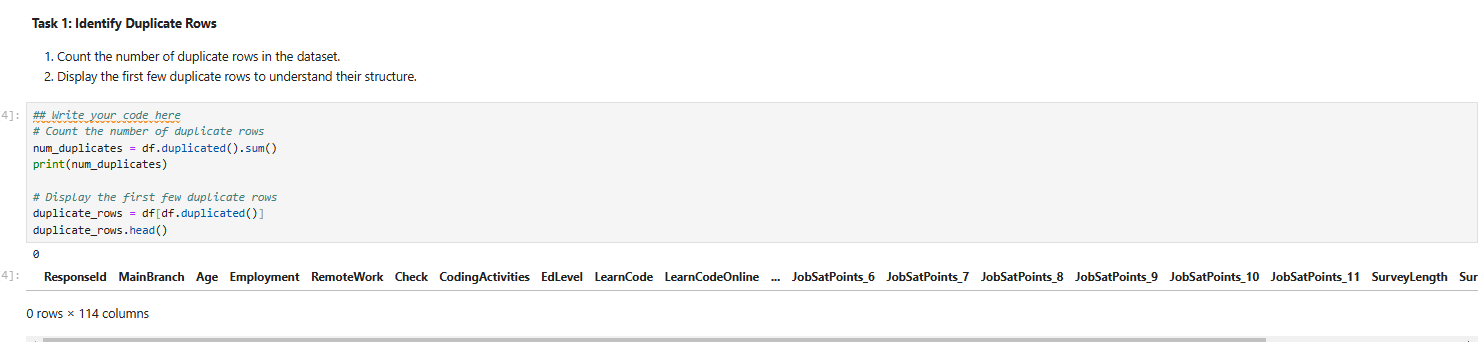 Task 1: Identify Duplicate Rows
1. Count the number of duplicate rows in the dataset.
2. Display the first few duplicate rows to understand their structure.
4]: ## Write your code here
# Count the number of duplicate rows
num_duplicates = df.duplicated().sum()
print(num_duplicates)
# Display the first few duplicate rows
duplicate_rows = df[df.duplicated()]
duplicate_rows.head()
0
4]: ResponseId MainBranch Age Employment RemoteWork Check CodingActivities EdLevel LearnCode LearnCodeOnline ... JobSatPoints_6 JobSatPoints_7 JobSatPoints_8 JobSatPoints_9 JobSatPoints_10 JobSatPoints_11 SurveyLength Sur
0 rows × 114 columns